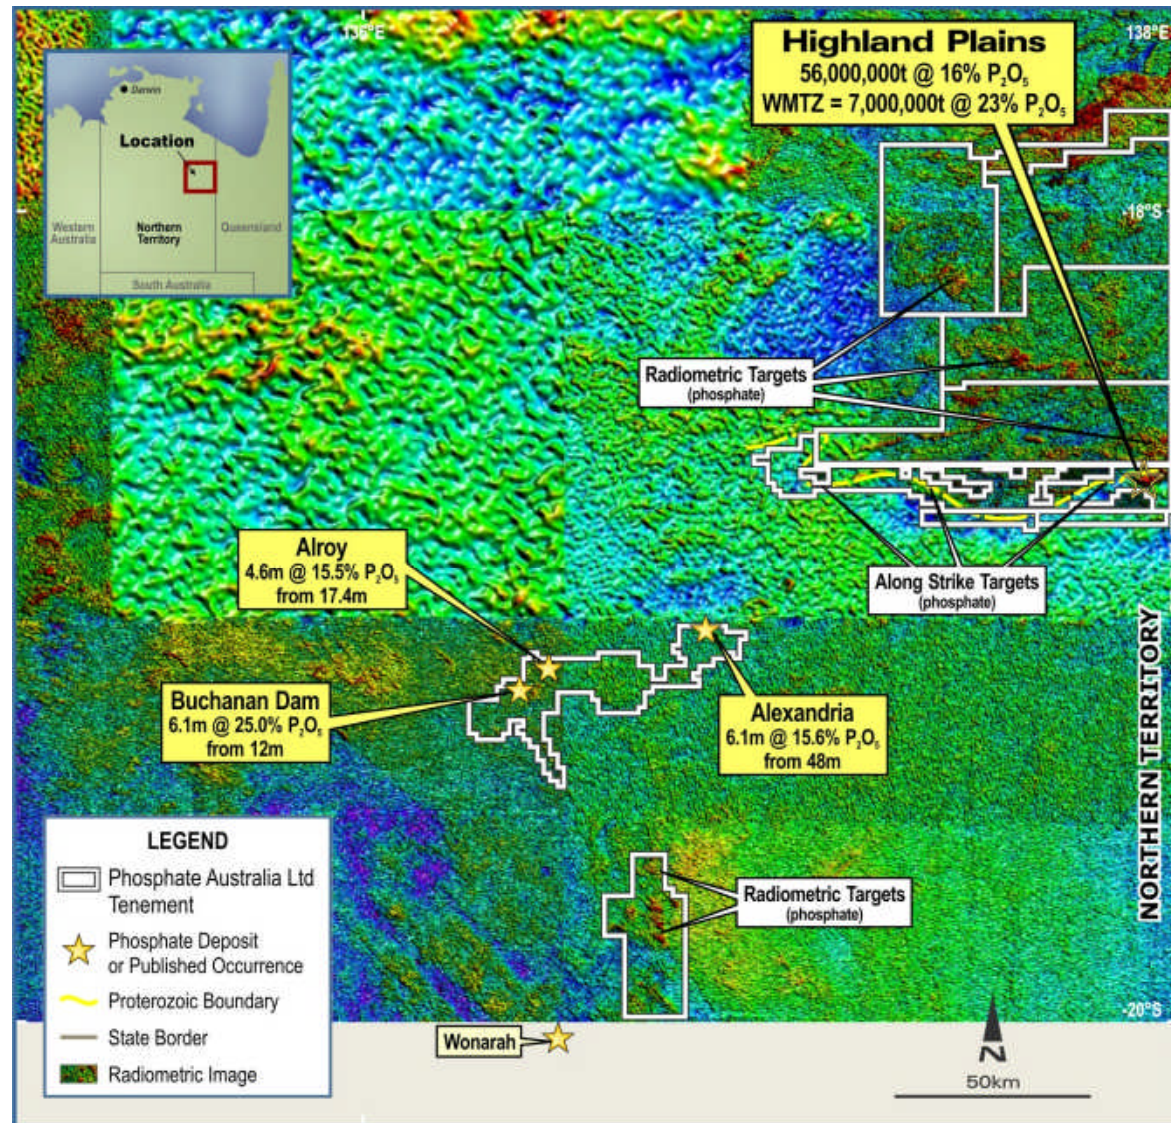 136°E
138°E
Highland Plains
56,000,000t @ 16% P₂O₅
WMTZ = 7,000,000t @ 23% P₂O₅
Darwin
Location
Western
Australia
Northern
Territory
Queensland
South Australia
-18°S
Radiometric Targets
(phosphate)
Alroy
4.6m @ 15.5% P₂O₅
from 17.4m
Along Strike Targets
(phosphate)
Buchanan Dam
6.1m @ 25.0% P₂O₅
from 12m
Alexandria
6.1m @ 15.6% P₂O₅
from 48m
NORTHERN TERRITORY
LEGEND
Phosphate Australia Ltd
Tenement
Phosphate Deposit
or Published Occurrence
Proterozoic Boundary
State Border
Radiometric Image
Radiometric Targets
(phosphate)
-20°S
Wonarah
N
50km